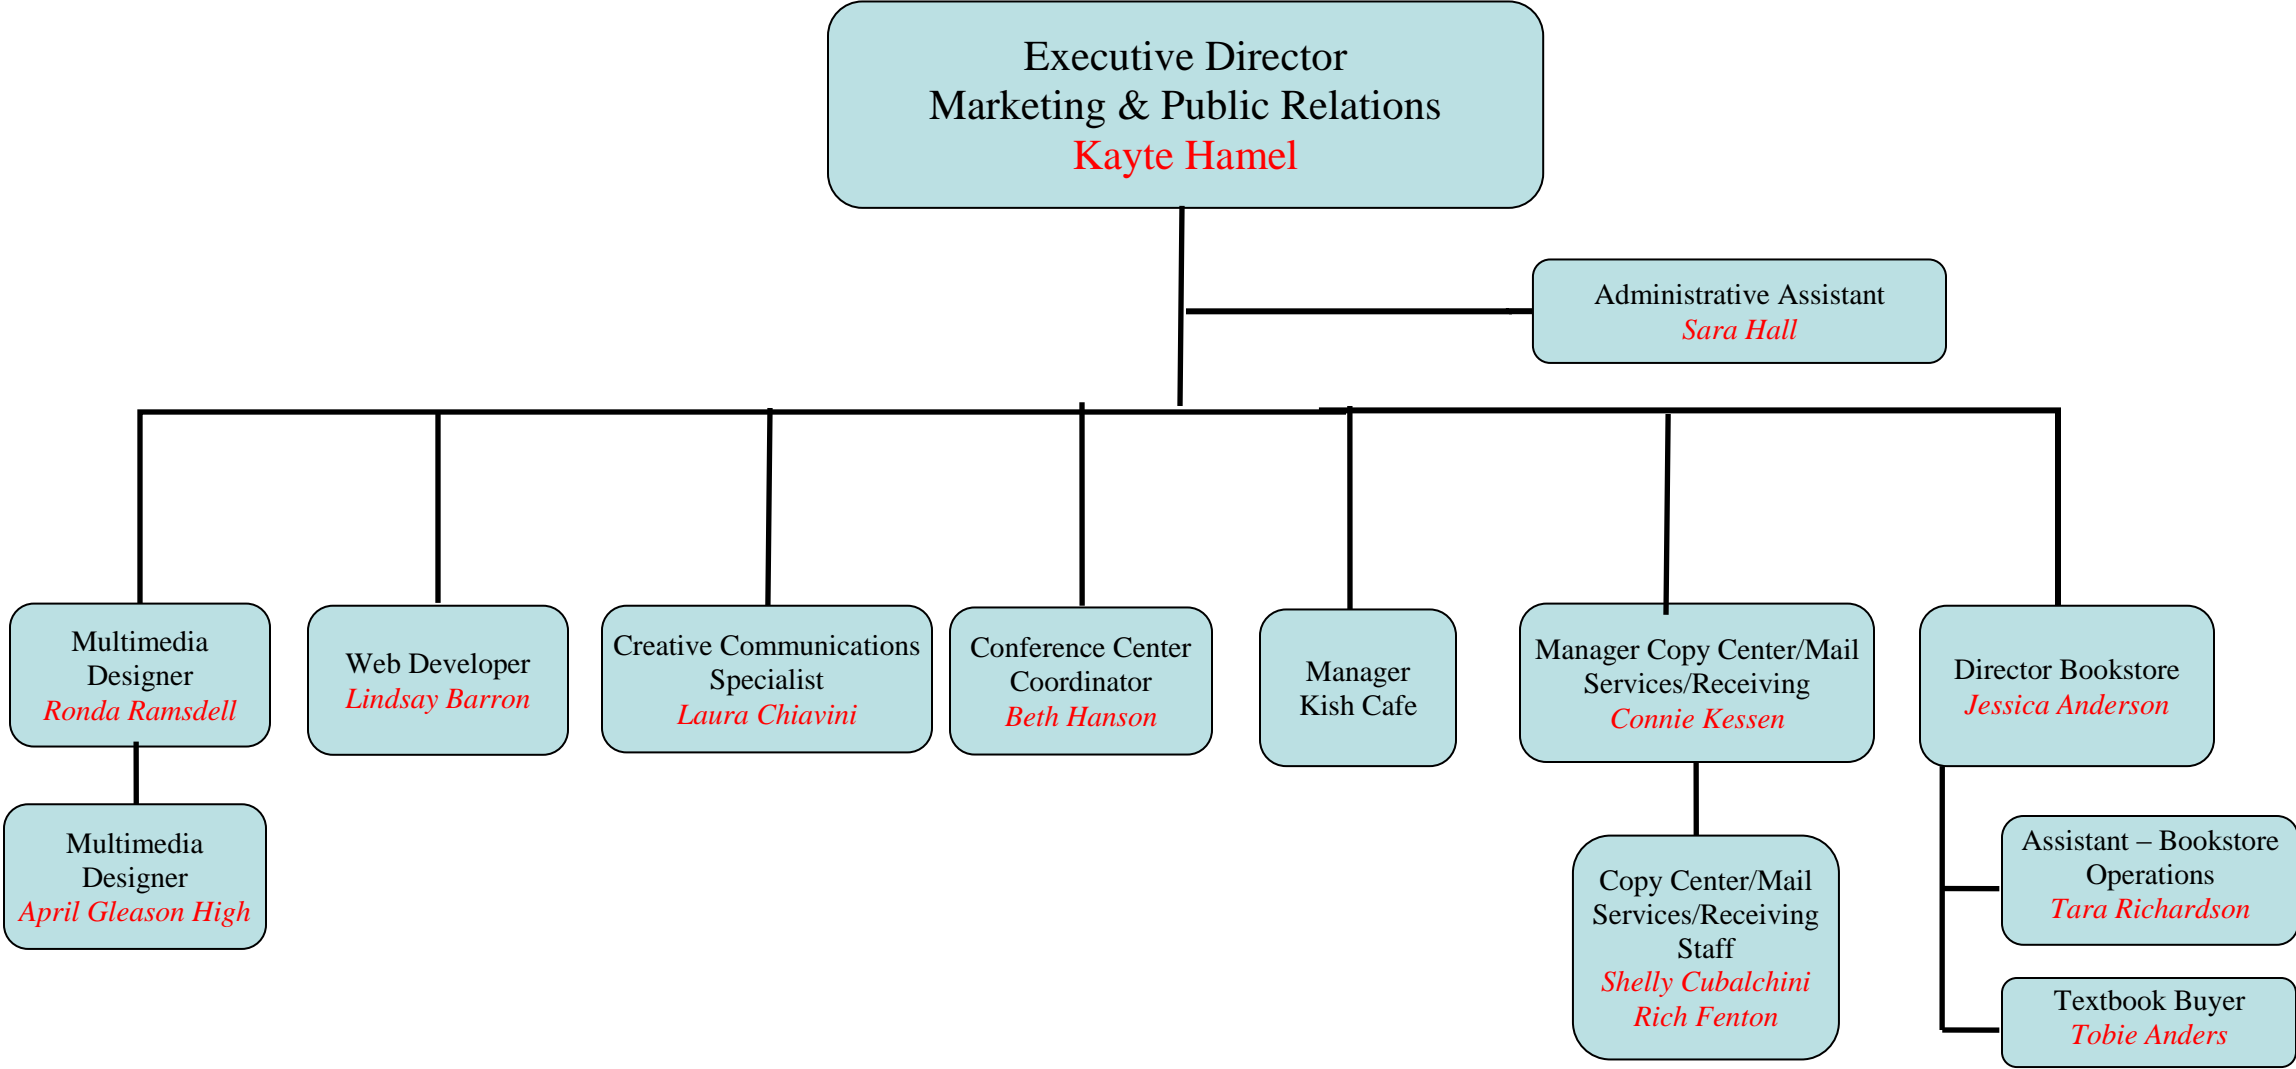 Executive Director
Marketing & Public Relations
Kayte Hamel
Administrative Assistant
Sara Hall
Multimedia
Designer
Ronda Ramsdell
Web Developer
Lindsay Barron
Creative Communications
Specialist
Laura Chiavini
Conference Center
Coordinator
Beth Hanson
Manager
Kish Cafe
Manager Copy Center/Mail
Services/Receiving
Connie Kessen
Director Bookstore
Jessica Anderson
Multimedia
Designer
April Gleason High
Copy Center/Mail
Services/Receiving
Staff
Shelly Cubalchini
Rich Fenton
Assistant – Bookstore
Operations
Tara Richardson
Textbook Buyer
Tobie Anders